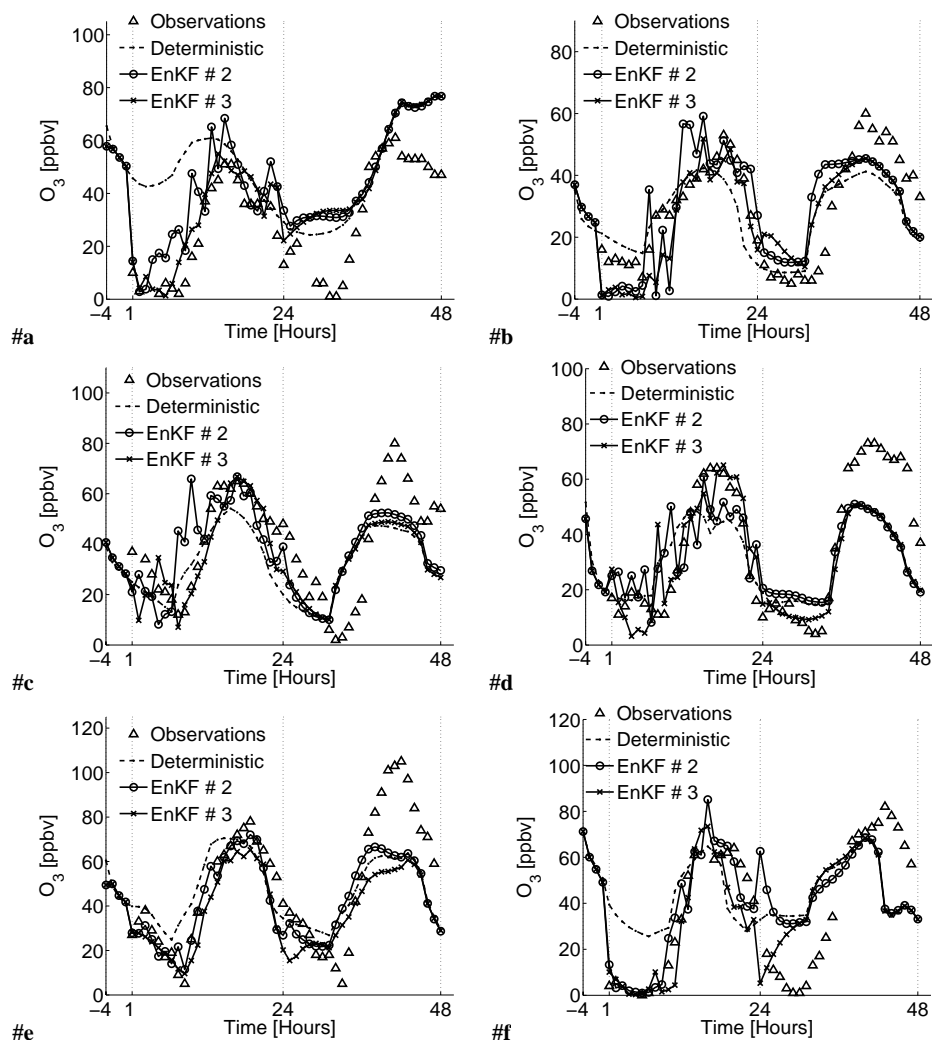 100
80
60
40
20
0
O3 [ppbv]
Observations
Deterministic
EnKF # 2
EnKF # 3
−4 1 24 48
Time [Hours]
#a
80
60
40
20
0
O3 [ppbv]
Observations
Deterministic
EnKF # 2
EnKF # 3
−4 1 24 48
Time [Hours]
#b
100
80
60
40
20
0
O3 [ppbv]
Observations
Deterministic
EnKF # 2
EnKF # 3
−4 1 24 48
Time [Hours]
#c
100
80
60
40
20
0
O3 [ppbv]
Observations
Deterministic
EnKF # 2
EnKF # 3
−4 1 24 48
Time [Hours]
#d
120
100
80
60
40
20
0
O3 [ppbv]
Observations
Deterministic
EnKF # 2
EnKF # 3
−4 1 24 48
Time [Hours]
#e
120
100
80
60
40
20
0
O3 [ppbv]
Observations
Deterministic
EnKF # 2
EnKF # 3
−4 1 24 48
Time [Hours]
#f